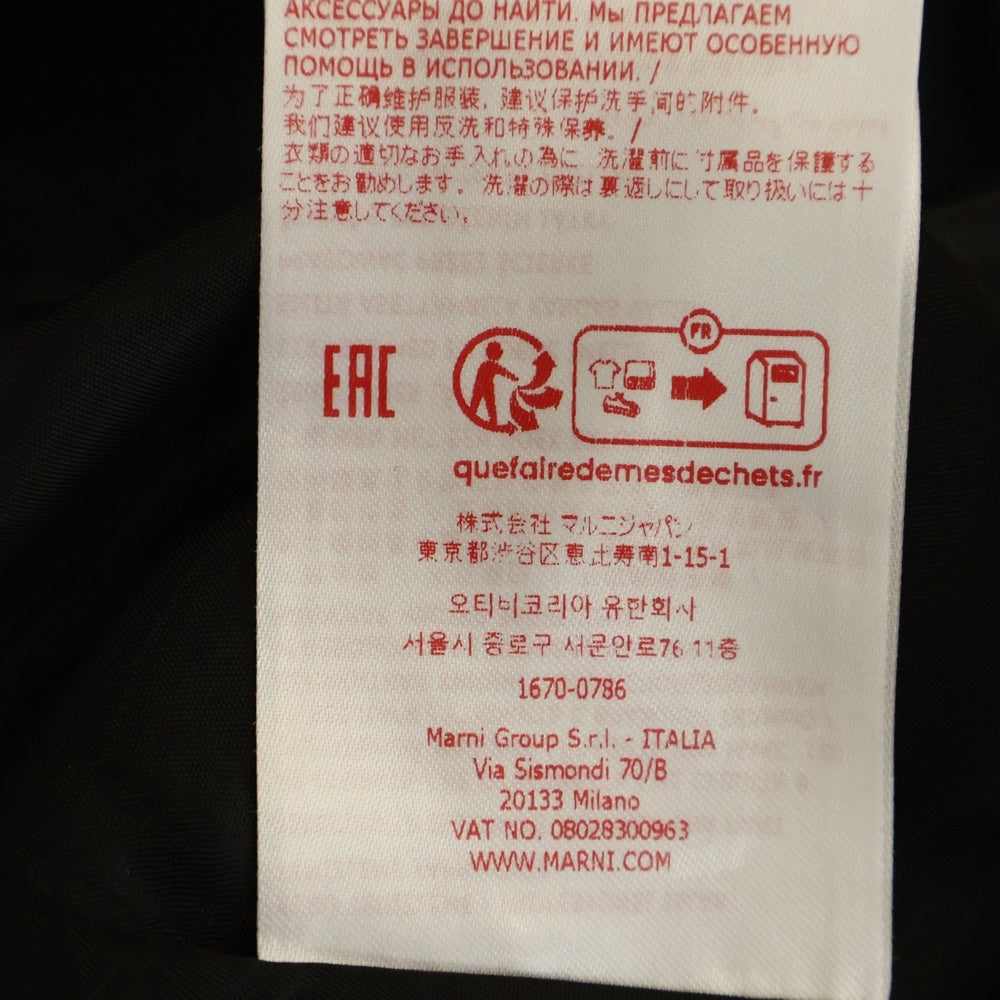 АКСЕССУАРЫ ДО НАЙТИ. Мы ПРЕДЛАГАЕМ
СМОТРЕТЬ ЗАВЕРШЕНИЕ И ИМЕЮТ ОСОБЕННУЮ
ПОМОЩЬ В ИСПОЛЬЗОВАНИИ. /
为了正确维护服装, 建议保护洗手间的附件。
我们建议使用反洗和特殊保养。/
衣類の適切なお手入れの為に 洗濯前に付属品を保護する
ことをお勧めします。洗濯の際は裏返しにして取り扱いには十
分注意してください。
EAC
FR
quefairedemesdechets.fr
株式会社 マルニジャパン
東京都渋谷区恵比寿南1-15-1
오티비코리아 유한회사
서울시 종로구 새문안로76 11층
1670-0786
Marni Group S.r.l. - ITALIA
Via Sismondi 70/B
20133 Milano
VAT NO. 08028300963
WWW.MARNI.COM